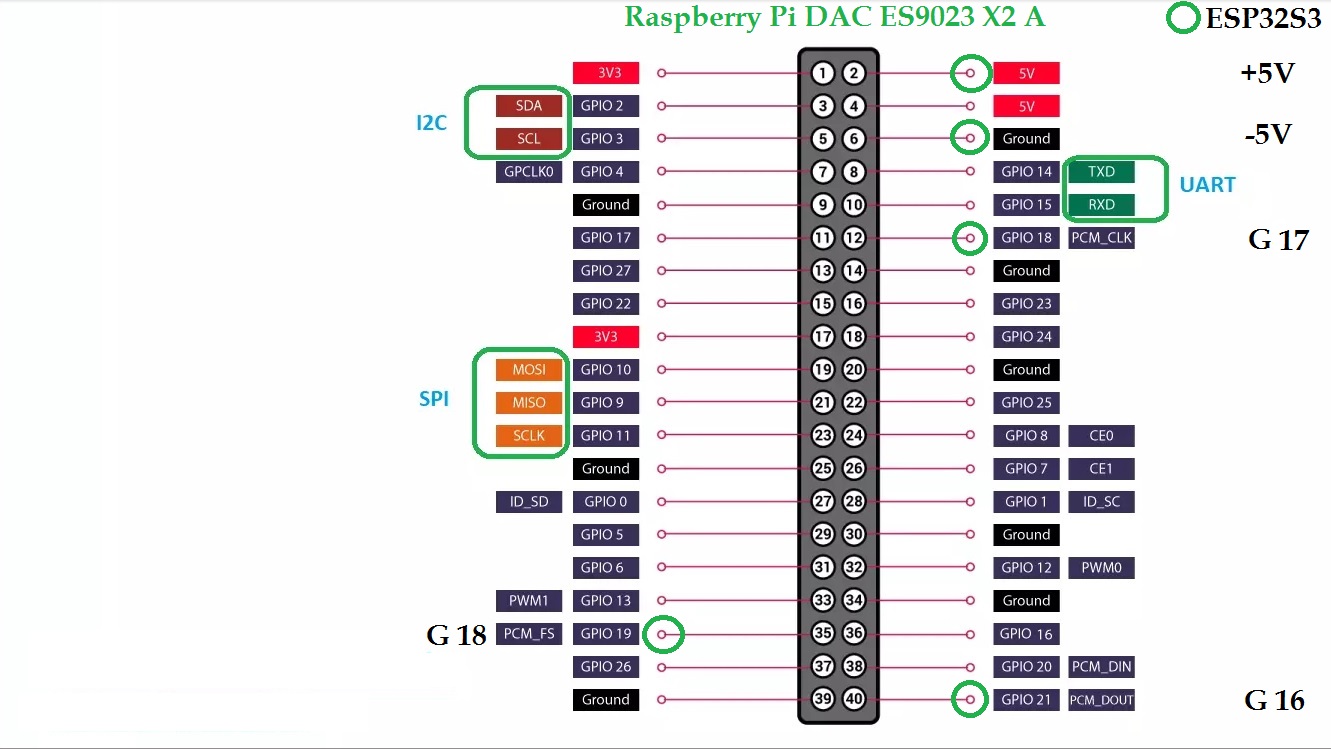 Raspberry Pi DAC ES9023 X2 A ESP32S3
3V3 1 2 5V +5V
I2C SDA GPIO 2 3 4 5V
SCL GPIO 3 5 6 Ground -5V
GPCLK0 GPIO 4 7 8 GPIO 14 TXD UART
Ground 9 10 GPIO 15 RXD
GPIO 17 11 12 GPIO 18 PCM_CLK G 17
GPIO 27 13 14 Ground
GPIO 22 15 16 GPIO 23
3V3 17 18 GPIO 24
SPI MOSI GPIO 10 19 20 Ground
MISO GPIO 9 21 22 GPIO 25
SCLK GPIO 11 23 24 GPIO 8 CE0
Ground 25 26 GPIO 7 CE1
ID_SD GPIO 0 27 28 GPIO 1 ID_SC
GPIO 5 29 30 Ground
GPIO 6 31 32 GPIO 12 PWM0
PWM1 GPIO 13 33 34 Ground
G 18 PCM_FS GPIO 19 35 36 GPIO 16
GPIO 26 37 38 GPIO 20 PCM_DIN
Ground 39 40 GPIO 21 PCM_DOUT G 16